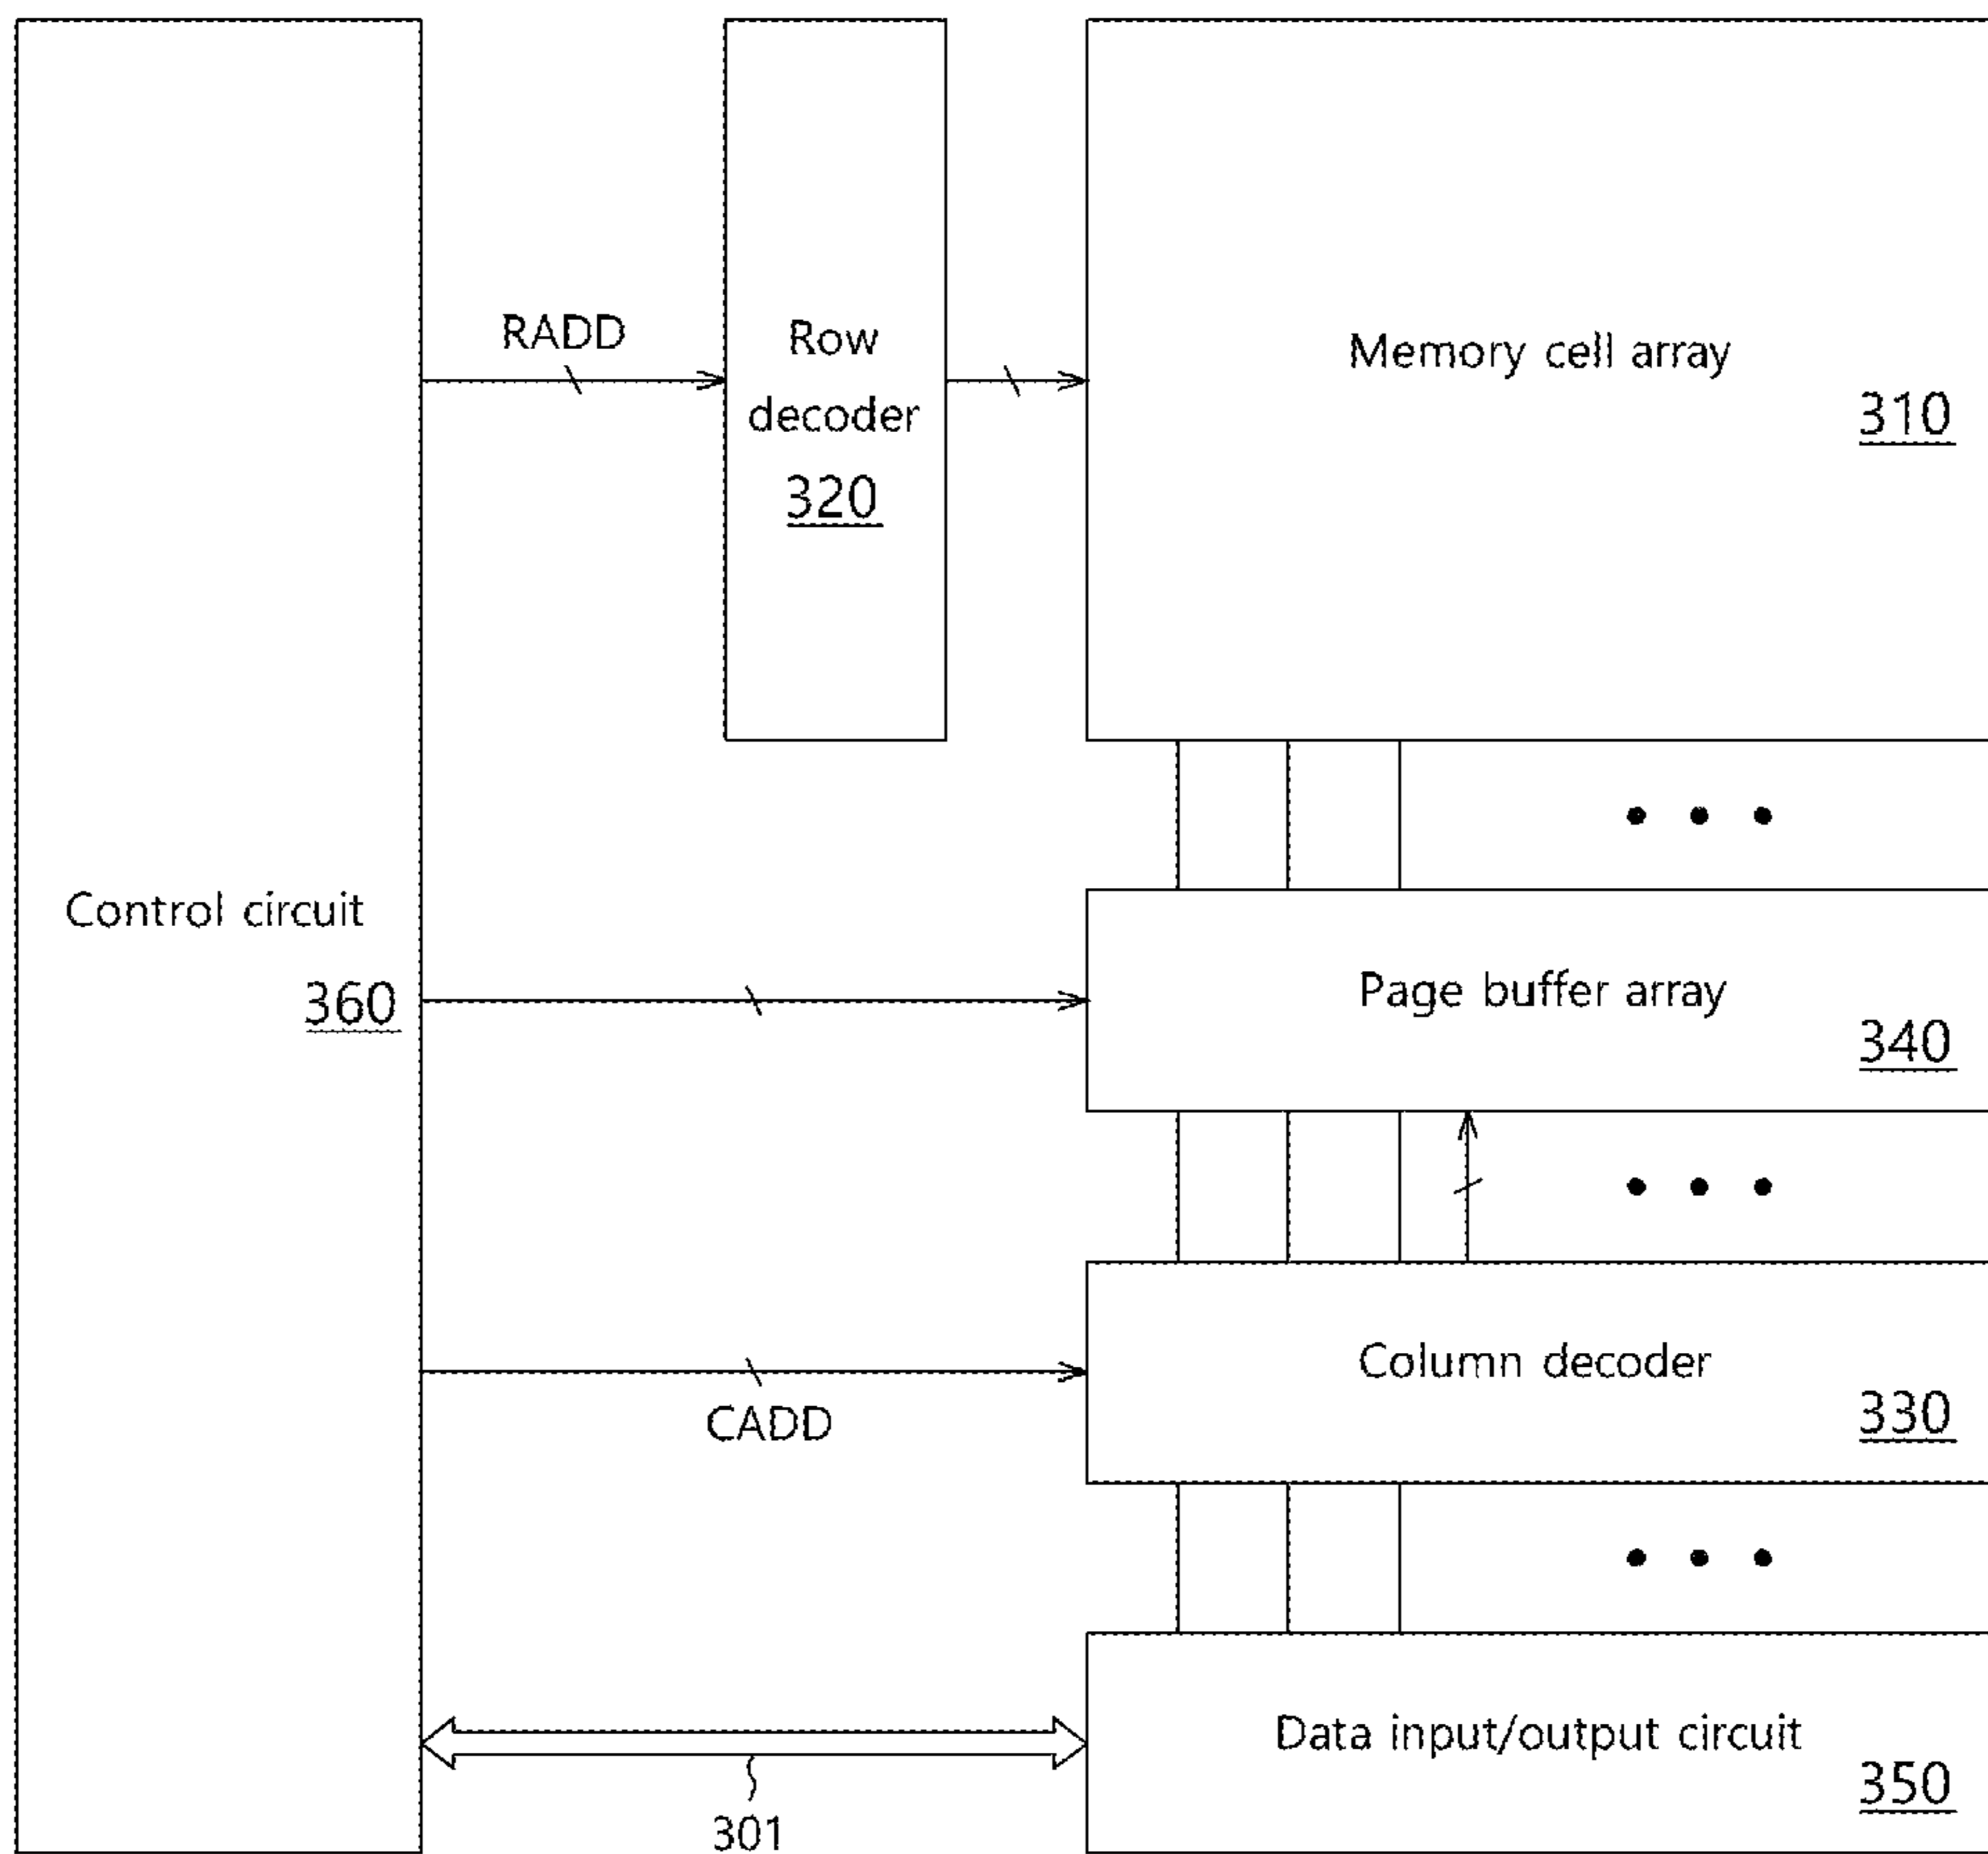 RADD
Row
decoder
320
Memory cell array
310
Control circuit
360
Page buffer array
340
Column decoder
330
CADD
Data input/output circuit
350
301